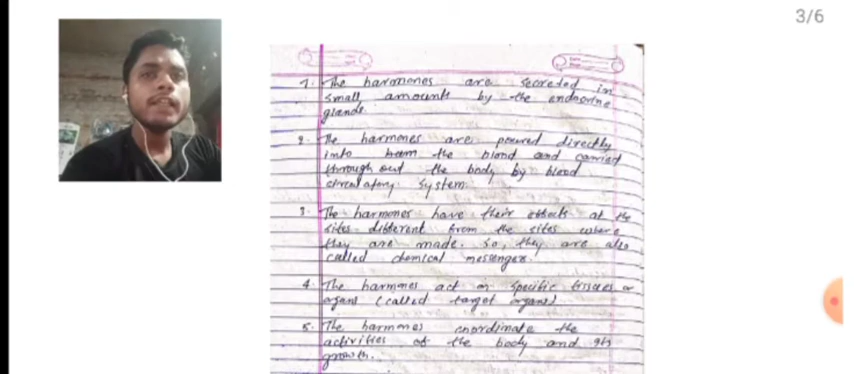 3/6
1. The harmones are secreted in
small amounts by the endocrine
glands.
2. The harmones are poured directly
into the blood and carried
through out the body by blood
circulatory system.
3. The harmones have their effects at the
sites different from the sites where
they are made. So, they are also
called chemical messenger.
4. The harmones act on specific tissues or
organs (called target organs).
5. The harmones coordinate the
activities of the body and its
growth.